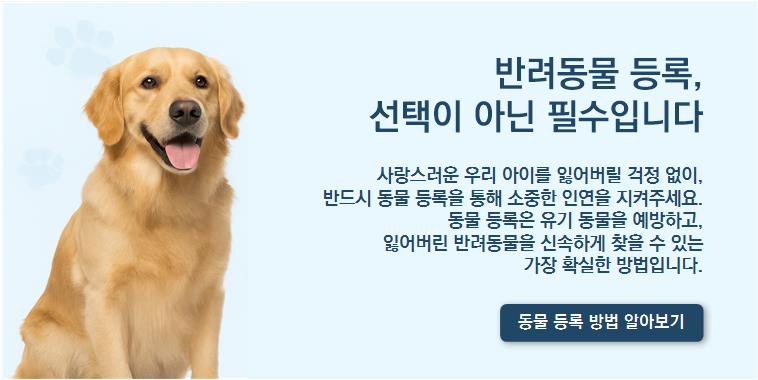 반려동물 등록,
선택이 아닌 필수입니다
사랑스러운 우리 아이를 잃어버릴 걱정 없이,
반드시 동물 등록을 통해 소중한 인연을 지켜주세요.
동물 등록은 유기 동물을 예방하고,
잃어버린 반려동물을 신속하게 찾을 수 있는
가장 확실한 방법입니다.
동물 등록 방법 알아보기